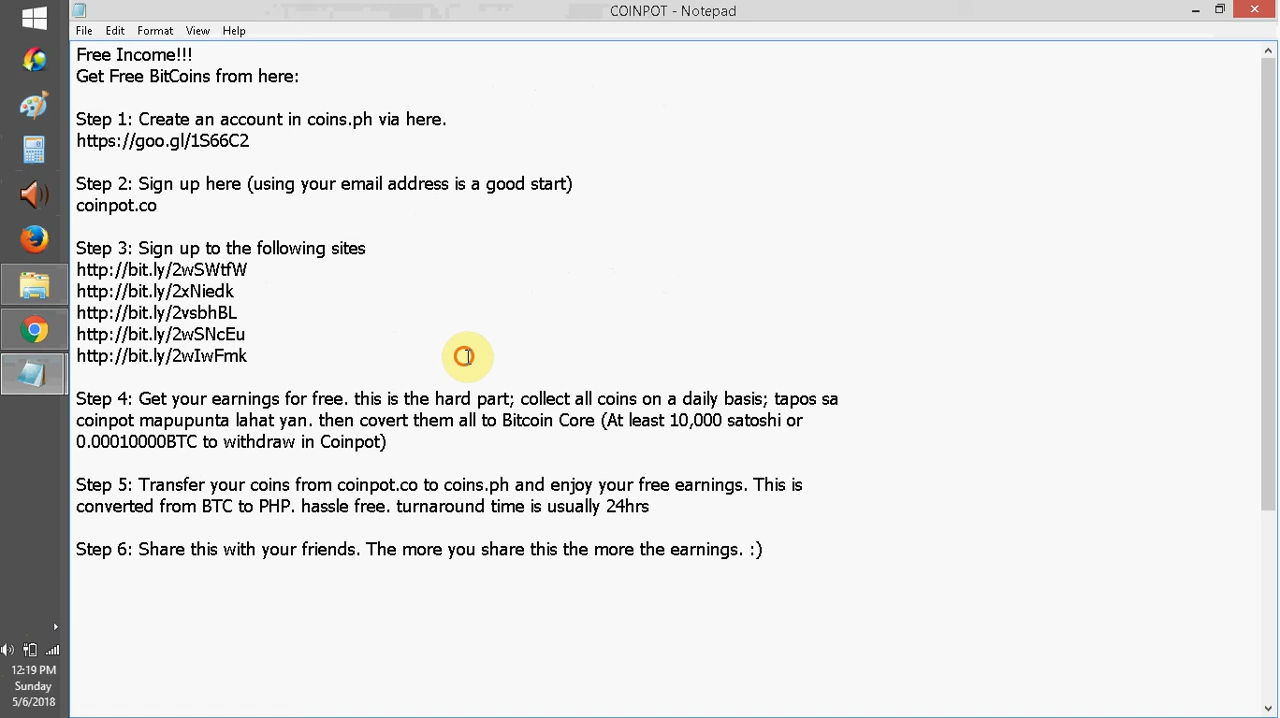 COINPOT - Notepad
File Edit Format View Help
Free Income!!!
Get Free BitCoins from here:
Step 1: Create an account in coins.ph via here.
https://goo.gl/1S66C2
Step 2: Sign up here (using your email address is a good start)
coinpot.co
Step 3: Sign up to the following sites
http://bit.ly/2wSWtfW
http://bit.ly/2xNiedk
http://bit.ly/2vsbhBL
http://bit.ly/2wSNcEu
http://bit.ly/2wIwFmk
Step 4: Get your earnings for free. this is the hard part; collect all coins on a daily basis; tapos sa
coinpot mapupunta lahat yan. then covert them all to Bitcoin Core (At least 10,000 satoshi or
0.00010000BTC to withdraw in Coinpot)
Step 5: Transfer your coins from coinpot.co to coins.ph and enjoy your free earnings. This is
converted from BTC to PHP. hassle free. turnaround time is usually 24hrs
Step 6: Share this with your friends. The more you share this the more the earnings. :)
12:19 PM
Sunday
5/6/2018